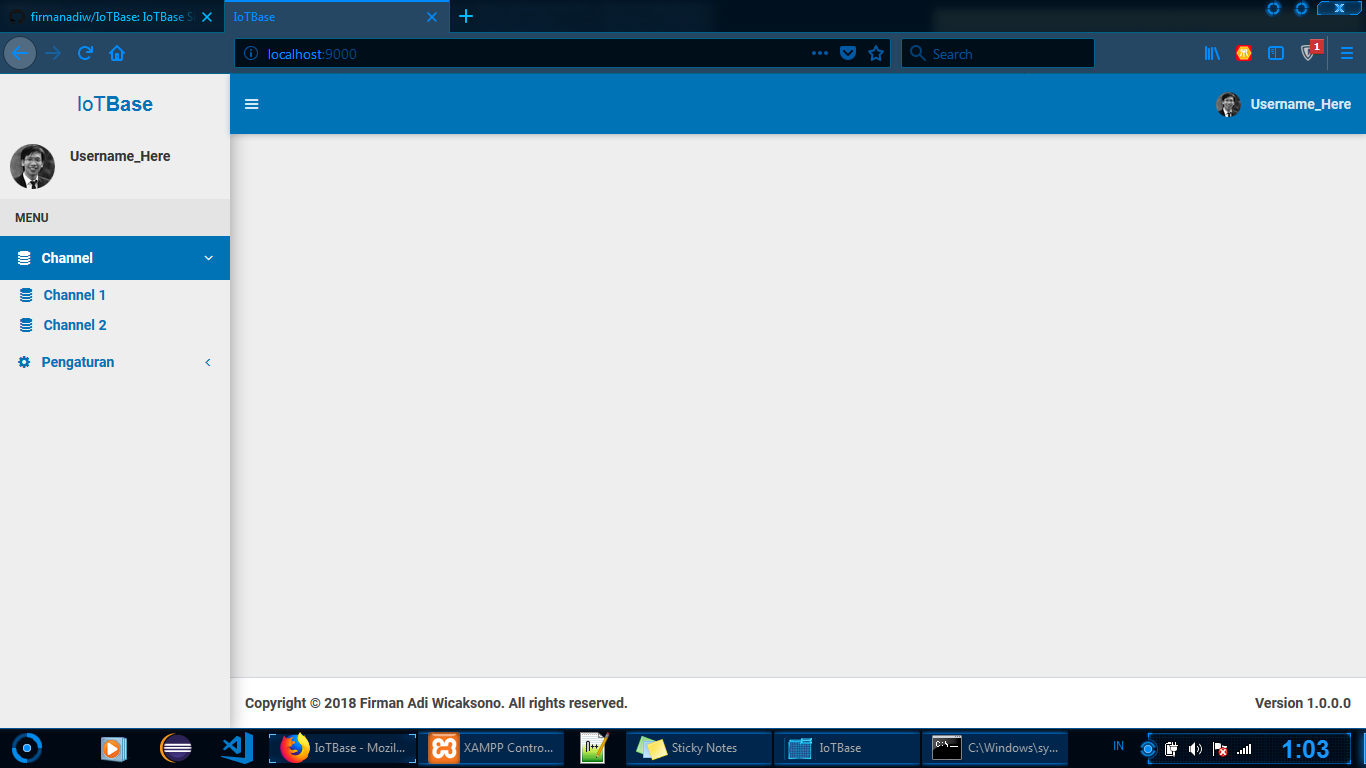 firmanadiw/IoTBase: IoTBase S
IoTBase
localhost:9000
Search
1
IoTBase
Username_Here
Username_Here
MENU
Channel
Channel 1
Channel 2
Pengaturan
Copyright © 2018 Firman Adi Wicaksono. All rights reserved.
Version 1.0.0.0
IoTBase - Mozil...
XAMPP Contro...
Sticky Notes
IoTBase
C:\Windows\sy...
IN
1:03